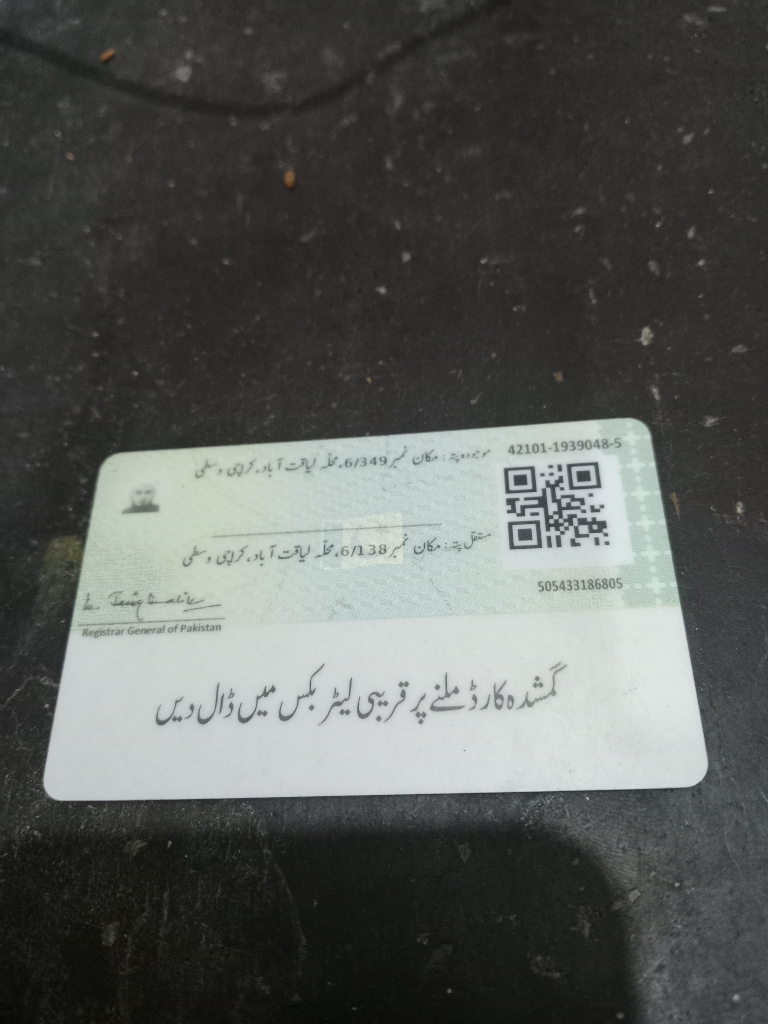 42101-1939048-5
موجودہ پتہ: مکان نمبر 6/349، محلہ لیاقت آباد، کراچی وسطی
مستقل پتہ: مکان نمبر 6/138، محلّہ لیاقت آباد، کراچی وسطی
505433186805
Registrar General of Pakistan
گمشدہ کارڈ ملنے پر قریبی لیٹر بکس میں ڈال دیں